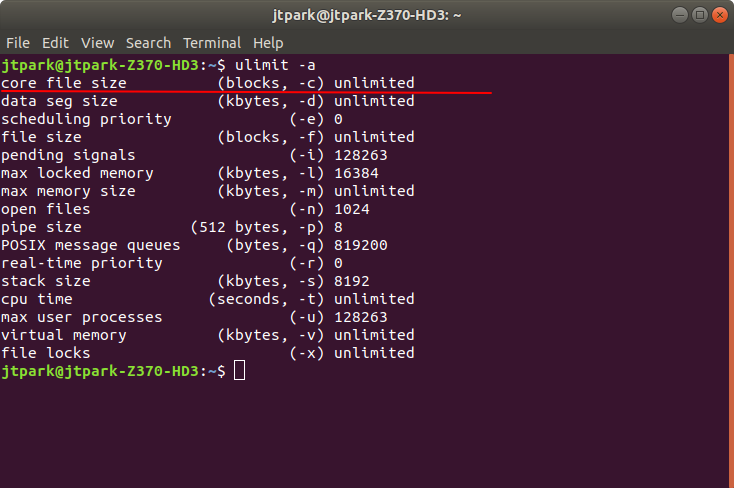 jtpark@jtpark-Z370-HD3: ~
File Edit View Search Terminal Help
jtpark@jtpark-Z370-HD3:~$ ulimit -a
core file size          (blocks, -c) unlimited
data seg size           (kbytes, -d) unlimited
scheduling priority             (-e) 0
file size               (blocks, -f) unlimited
pending signals                 (-i) 128263
max locked memory       (kbytes, -l) 16384
max memory size         (kbytes, -m) unlimited
open files                      (-n) 1024
pipe size            (512 bytes, -p) 8
POSIX message queues     (bytes, -q) 819200
real-time priority              (-r) 0
stack size              (kbytes, -s) 8192
cpu time               (seconds, -t) unlimited
max user processes              (-u) 128263
virtual memory          (kbytes, -v) unlimited
file locks                      (-x) unlimited
jtpark@jtpark-Z370-HD3:~$